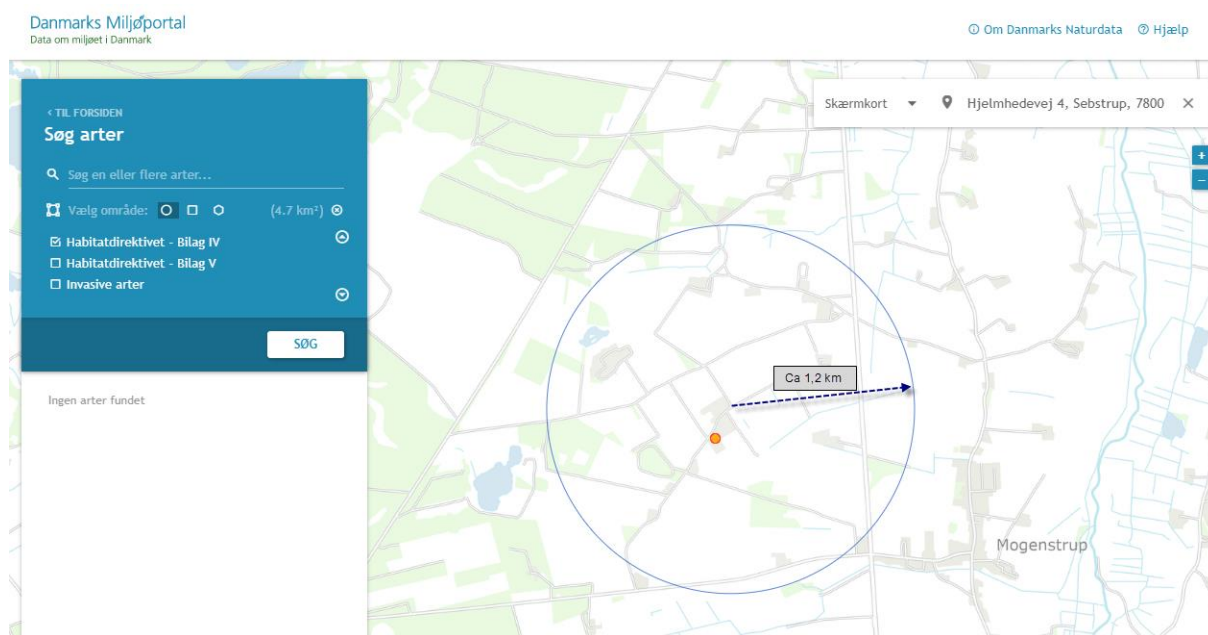 Danmarks Miljøportal
Data om miljøet i Danmark
Om Danmarks Naturdata
Hjælp
< TIL FORSIDEN
Søg arter
Søg en eller flere arter...
Vælg område:
(4.7 km²)
Habitatdirektivet - Bilag IV
Habitatdirektivet - Bilag V
Invasive arter
SØG
Ingen arter fundet
Skærmkort
Hjelmhedevej 4, Sebstrup, 7800
+
−
Ca 1,2 km
Mogenstrup